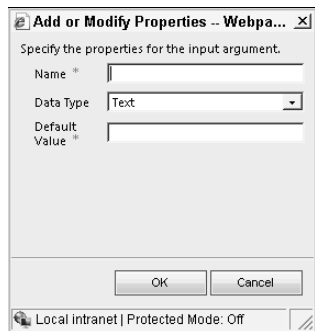 Add or Modify Properties -- Webpa...
Specify the properties for the input argument.
Name *
Data Type Text
Default
Value *
OK Cancel
Local intranet | Protected Mode: Off